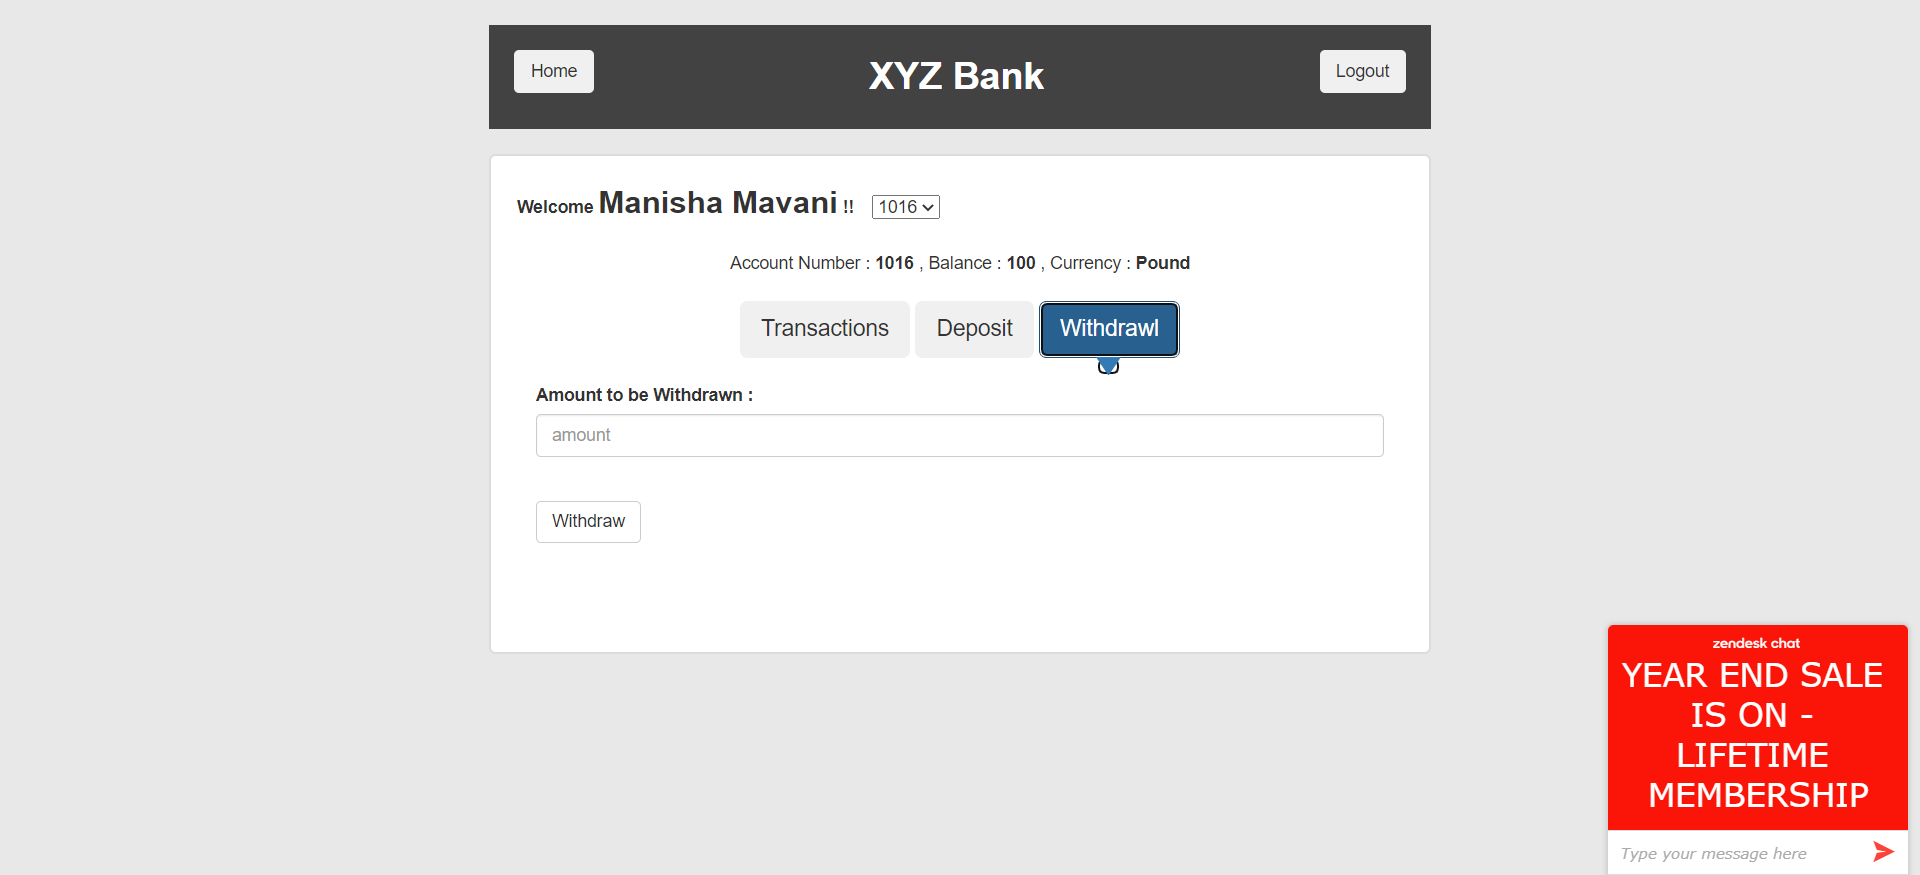 Home
XYZ Bank
Logout
Welcome Manisha Mavani !! 1016
Account Number : 1016 , Balance : 100 , Currency : Pound
Transactions
Deposit
Withdrawl
Amount to be Withdrawn :
amount
Withdraw
zendesk chat
YEAR END SALE
IS ON -
LIFETIME
MEMBERSHIP
Type your message here